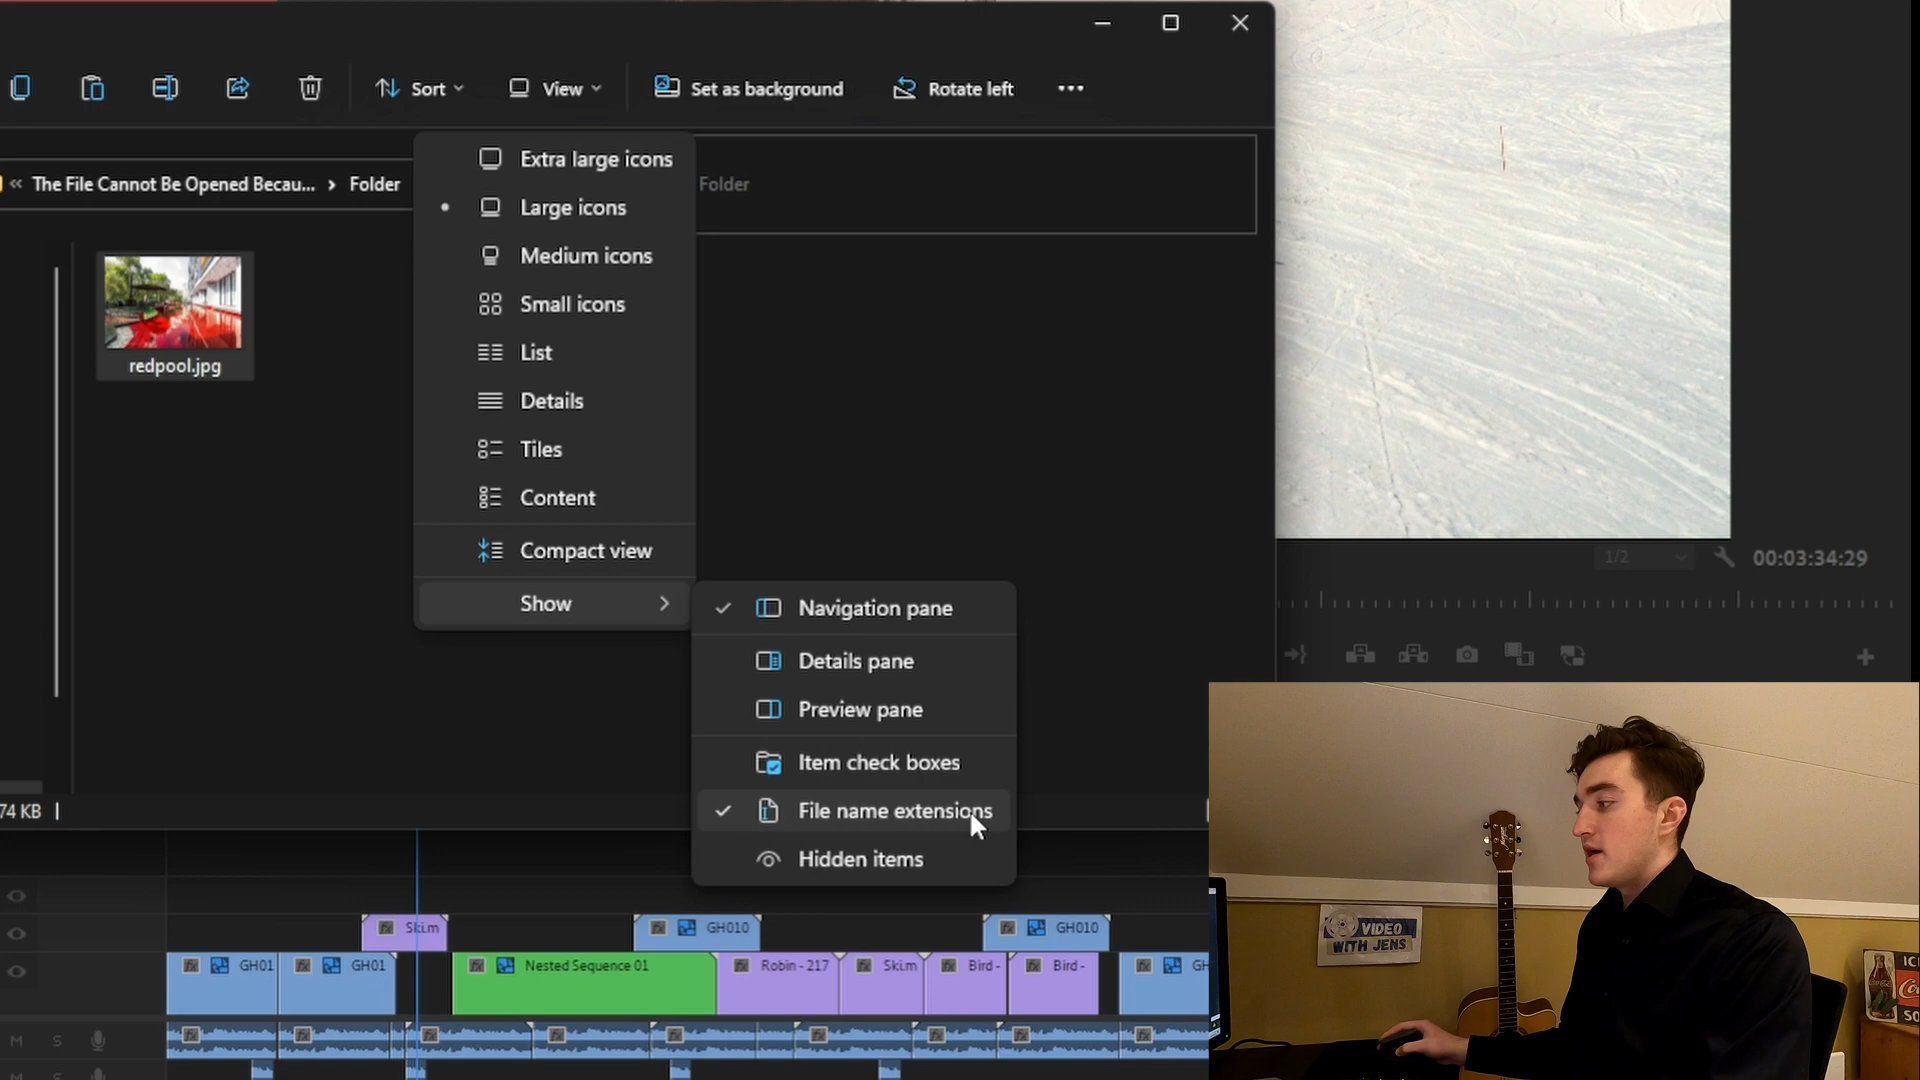 Sort
View
Set as background
Rotate left
« The File Cannot Be Opened Becau... > Folder
Folder
Extra large icons
Large icons
Medium icons
Small icons
List
Details
Tiles
Content
Compact view
Show
redpool.jpg
Navigation pane
Details pane
Preview pane
Item check boxes
File name extensions
Hidden items
74 KB
1/2
00:03:34:29
Ski.m
GH010
GH010
GH01
GH01
Nested Sequence 01
Robin - 217
Ski.m
Bird -
Bird -
GH
M S
M S
VIDEO
WITH JENS